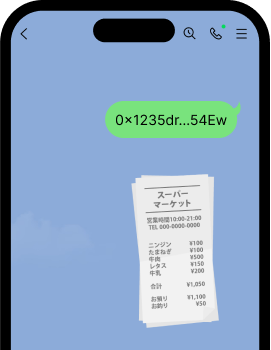 0×1235dr...54Ew
スーパー
マーケット
営業時間10:00-21:00
TEL 000-0000-0000
ニンジン ¥100
たまねぎ ¥100
牛肉 ¥500
レタス ¥150
牛乳 ¥200
合計 ¥1,050
お預り ¥1,100
お釣り ¥50